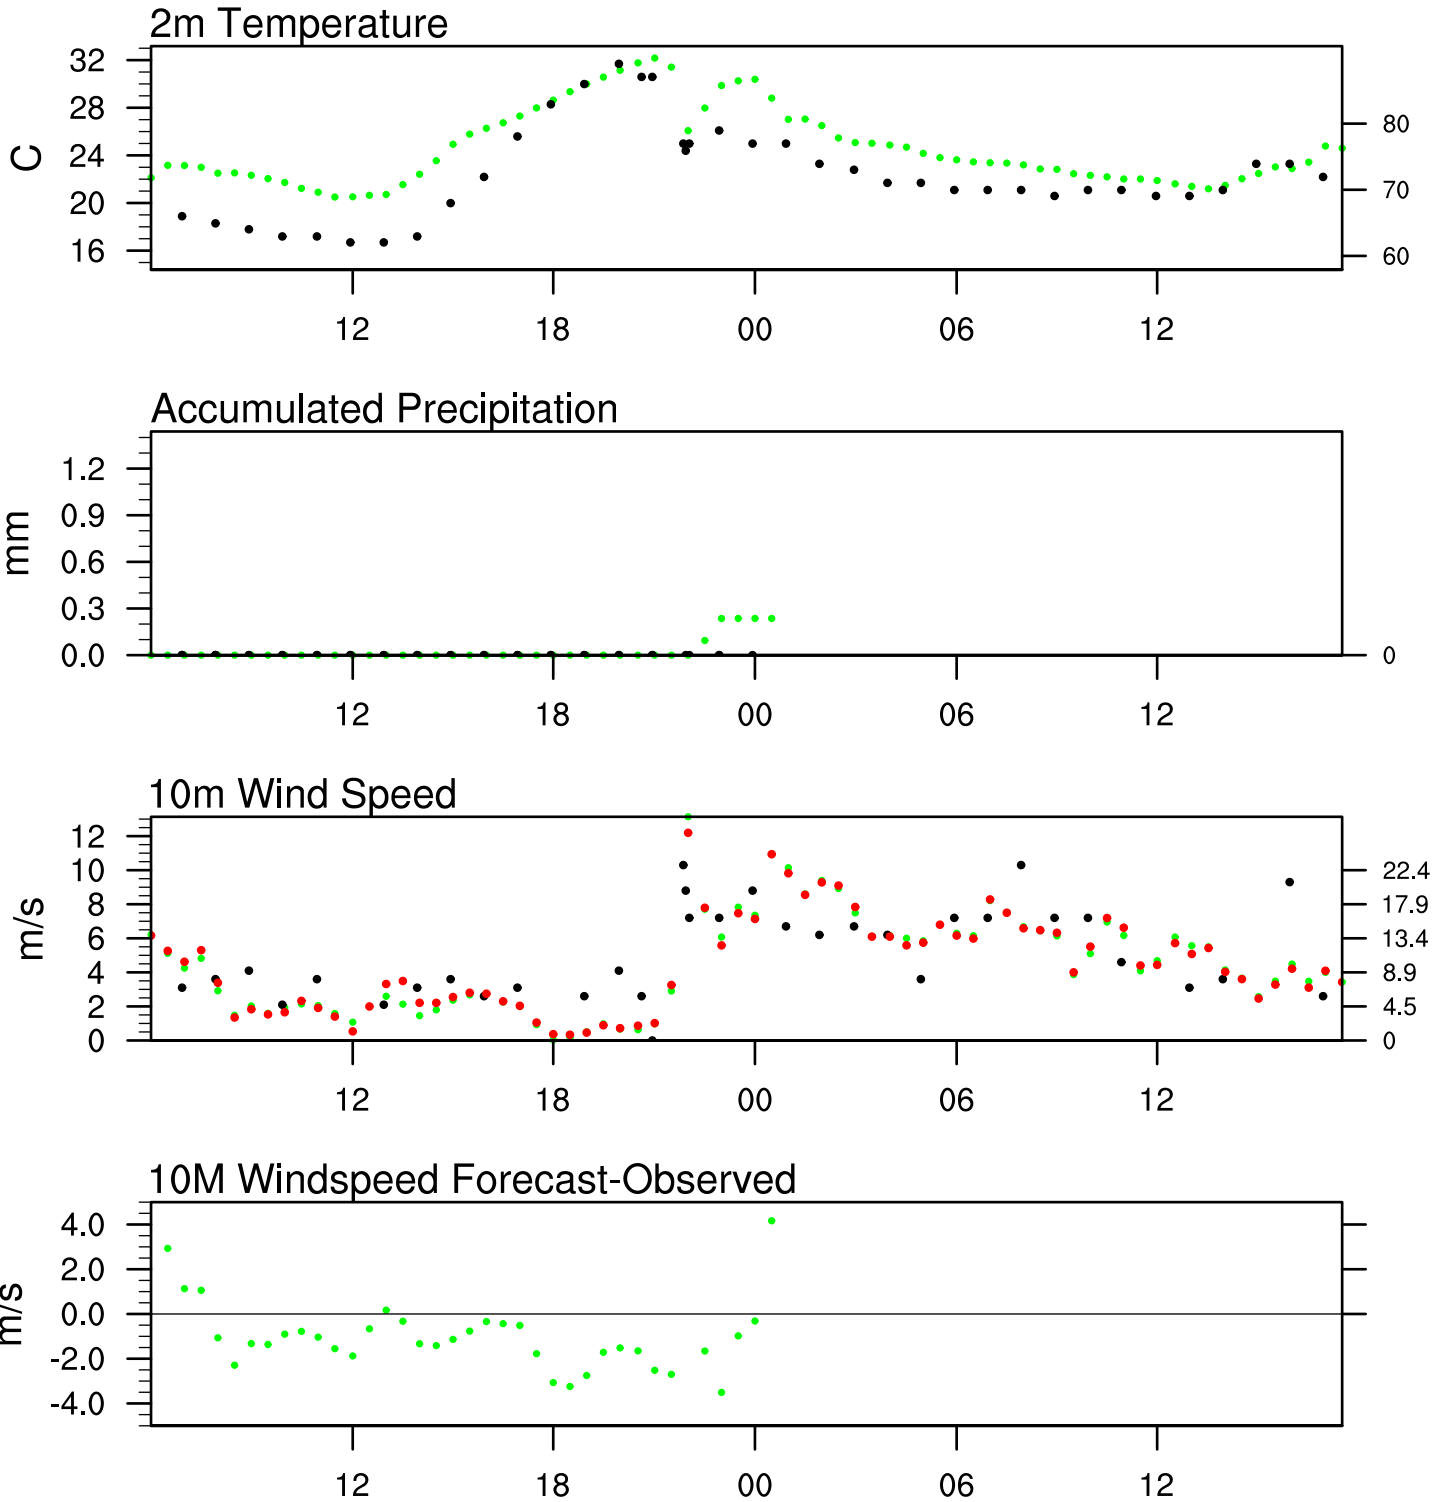 2m Temperature
32
28
24
20
16
C
80
70
60
12 18 00 06 12
Accumulated Precipitation
1.2
0.9
0.6
0.3
0.0
mm
0
12 18 00 06 12
10m Wind Speed
12
10
8
6
4
2
0
m/s
22.4
17.9
13.4
8.9
4.5
0
12 18 00 06 12
10M Windspeed Forecast-Observed
4.0
2.0
0.0
-2.0
-4.0
m/s
12 18 00 06 12